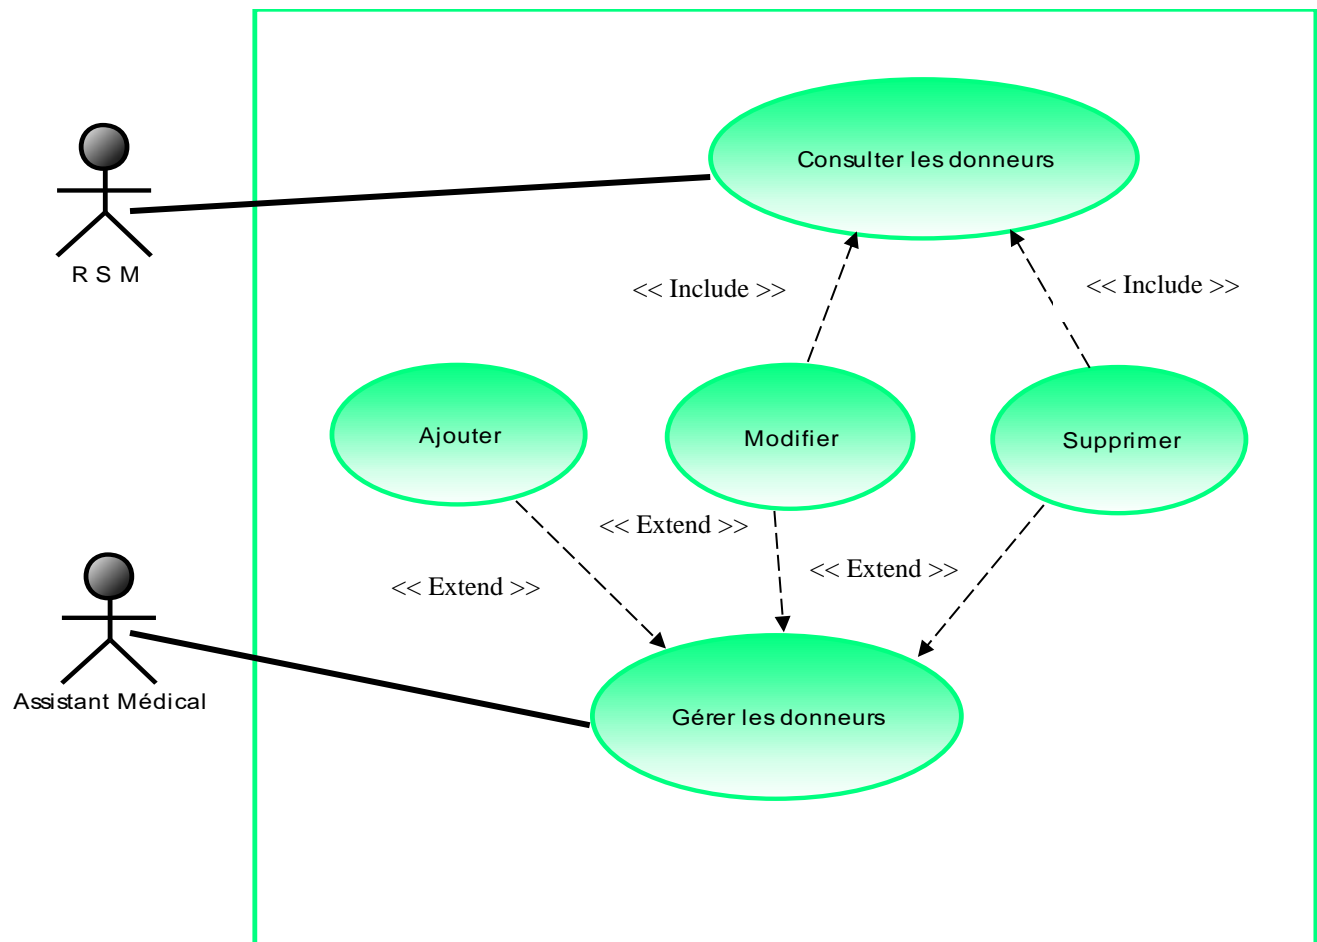 Consulter les donneurs
R S M
<< Include >>
<< Include >>
Ajouter
Modifier
Supprimer
<< Extend >>
<< Extend >>
<< Extend >>
Assistant Médical
Gérer les donneurs